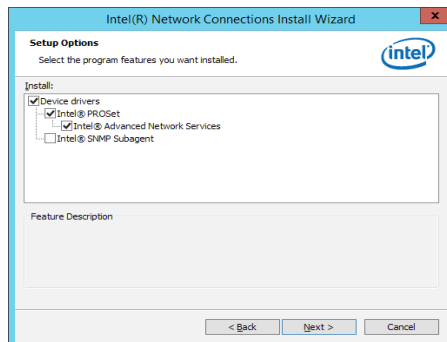 Intel(R) Network Connections Install Wizard
x
Setup Options
Select the program features you want installed.
intel
Install:
Device drivers
Intel® PROSet
Intel® Advanced Network Services
Intel® SNMP Subagent
Feature Description
< Back
Next >
Cancel